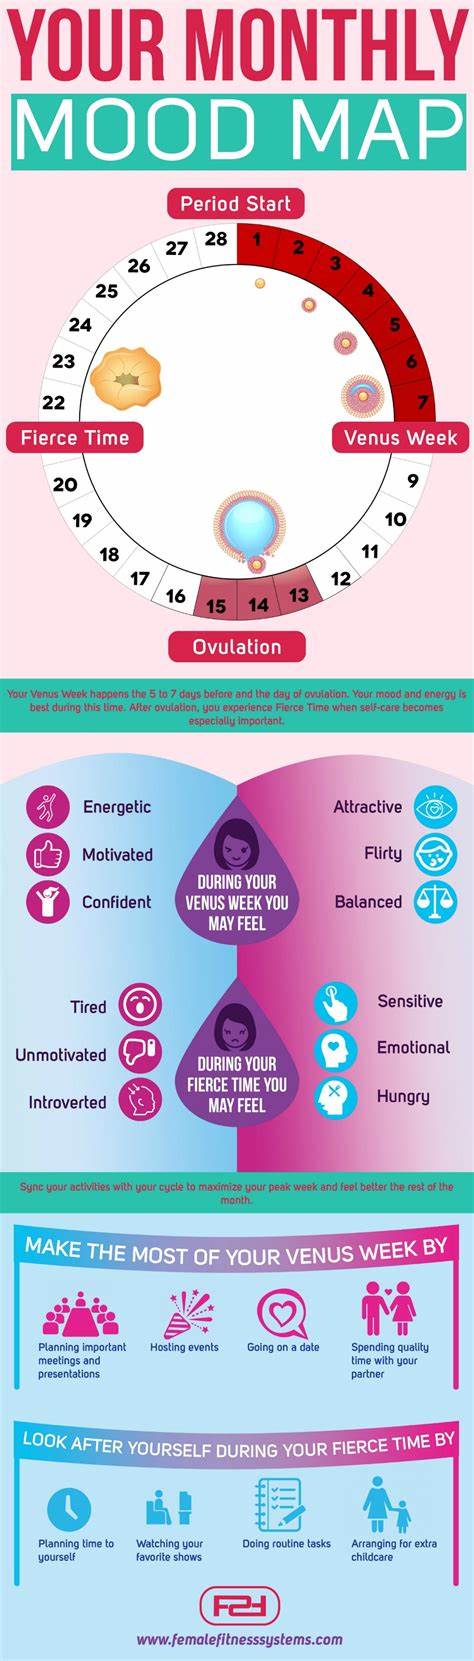 YOUR MONTHLY
MOOD MAP
Period Start
1
2
3
4
5
6
7
Venus Week
9
10
11
12
13
14
15
Ovulation
16
17
18
19
20
Fierce Time
22
23
24
25
26
27
28
Your Venus Week happens the 5 to 7 days before and the day of ovulation. Your mood and energy is
best during this time. After ovulation, you experience Fierce Time when self-care becomes
especially important.
Energetic
Motivated
Confident
DURING YOUR
VENUS WEEK YOU
MAY FEEL
Attractive
Flirty
Balanced
Tired
Unmotivated
Introverted
DURING YOUR
FIERCE TIME YOU
MAY FEEL
Sensitive
Emotional
Hungry
Sync your activities with your cycle to maximize your peak week and feel better the rest of the
month.
MAKE THE MOST OF YOUR VENUS WEEK BY
Planning important
meetings and
presentations
Hosting events
Going on a date
Spending quality
time with your
partner
LOOK AFTER YOURSELF DURING YOUR FIERCE TIME BY
Planning time to
yourself
Watching your
favorite shows
Doing routine tasks
Arranging for extra
childcare
www.femalefitnesssystems.com